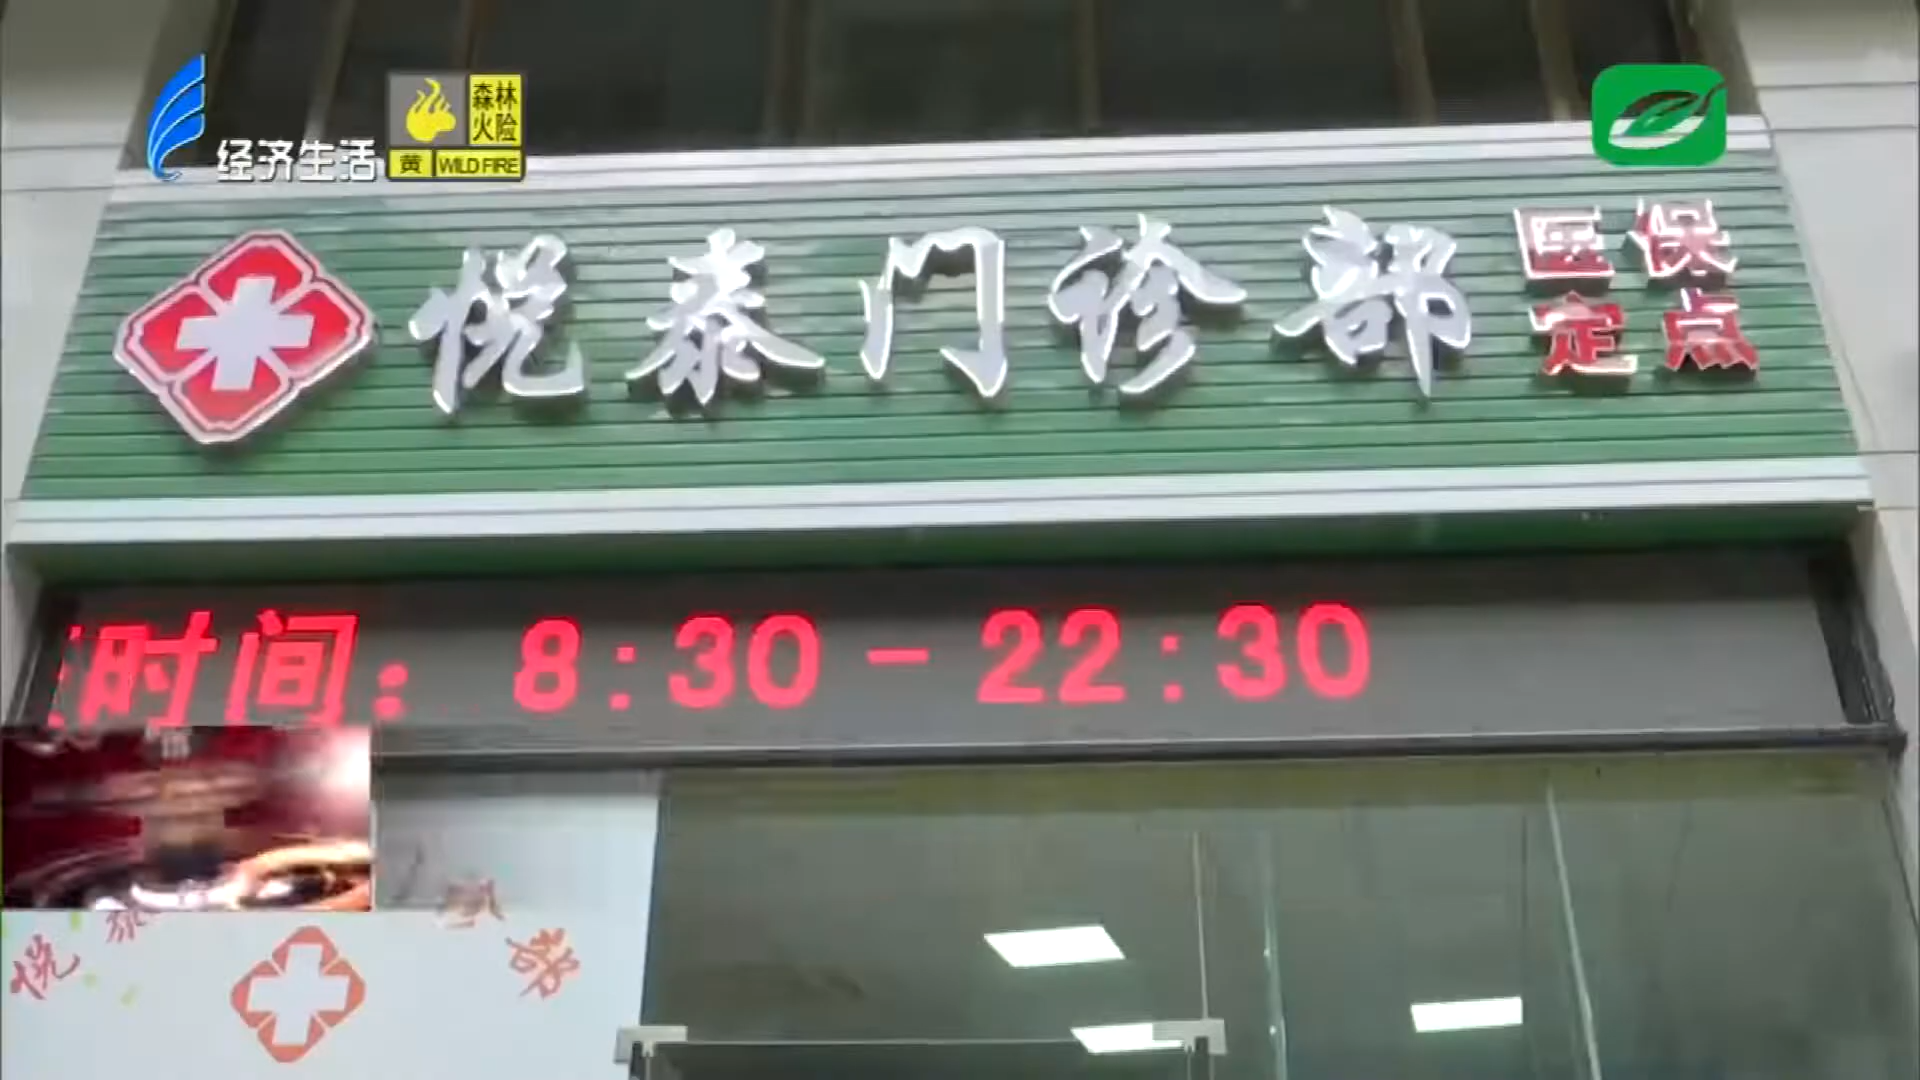 经济生活
森林
火险
黄 WILD FIRE
悦泰门诊部
医保
定点
时间：8:30-22:30
悦泰
部